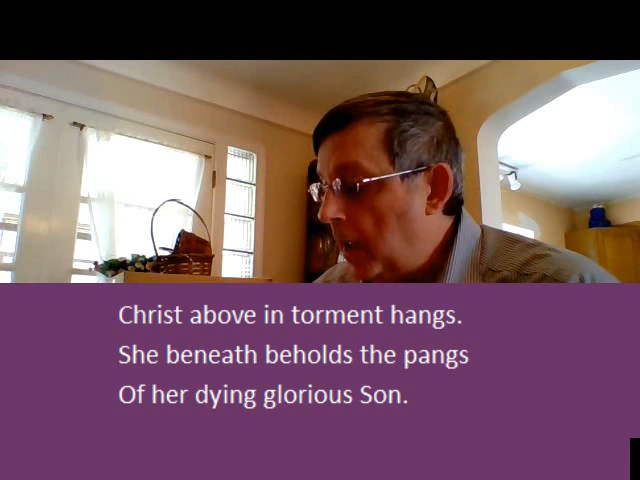 Christ above in torment hangs.
She beneath beholds the pangs
Of her dying glorious Son.